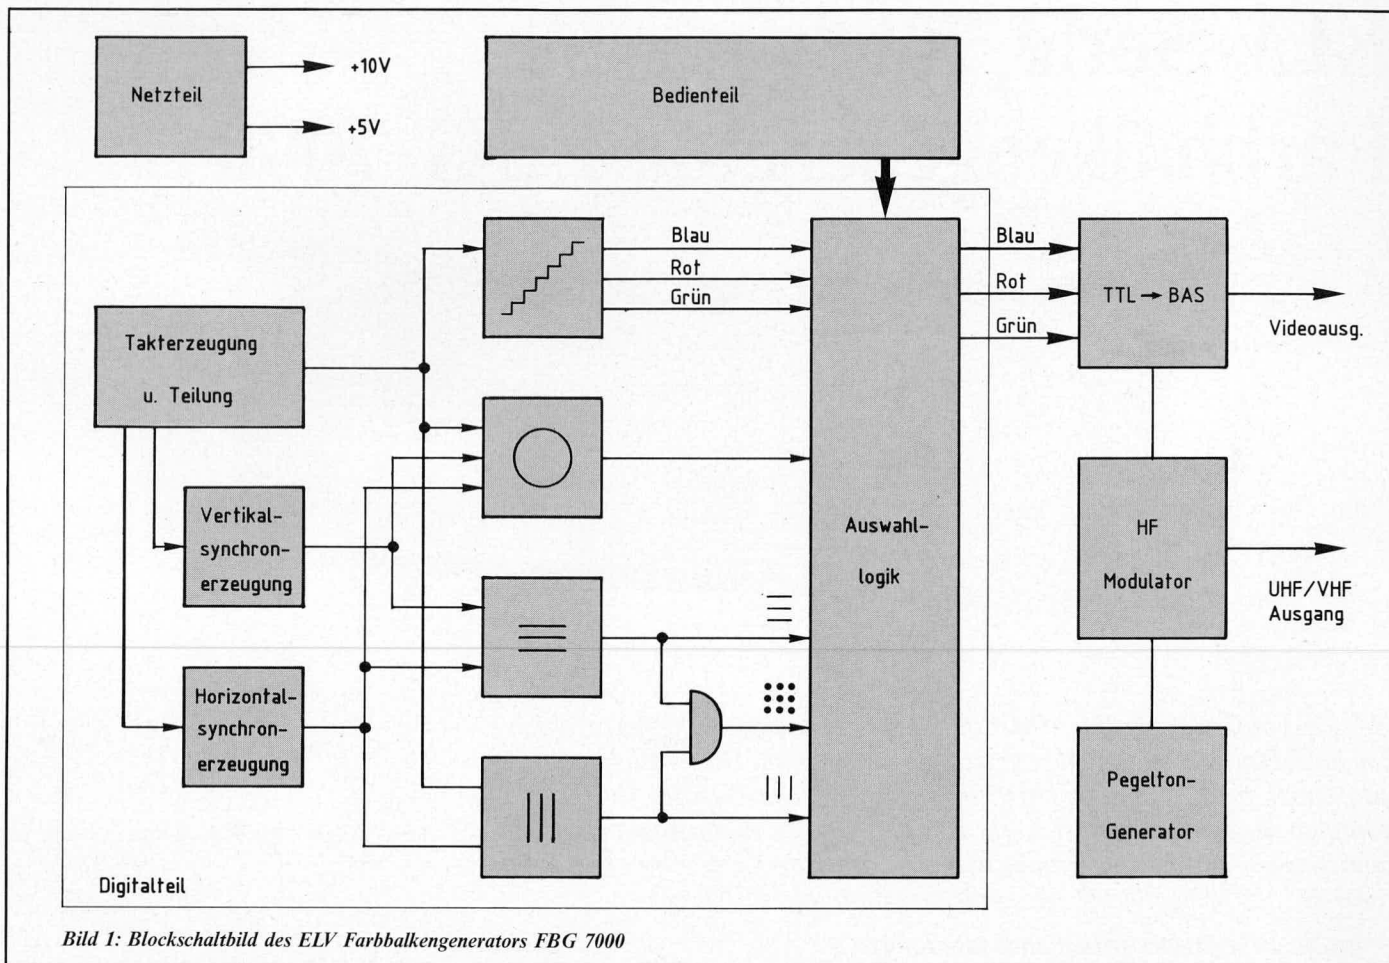 Netzteil
+10V
+5V
Bedienteil
Blau
Rot
Grün
Blau
Rot
Grün
TTL → BAS
Videoausg.
Takterzeugung
u. Teilung
Vertikal-
synchron-
erzeugung
Auswahl-
logik
HF
Modulator
UHF/VHF
Ausgang
Horizontal-
synchron-
erzeugung
Pegelton-
Generator
Digitalteil
Bild 1: Blockschaltbild des ELV Farbbalkengenerators FBG 7000